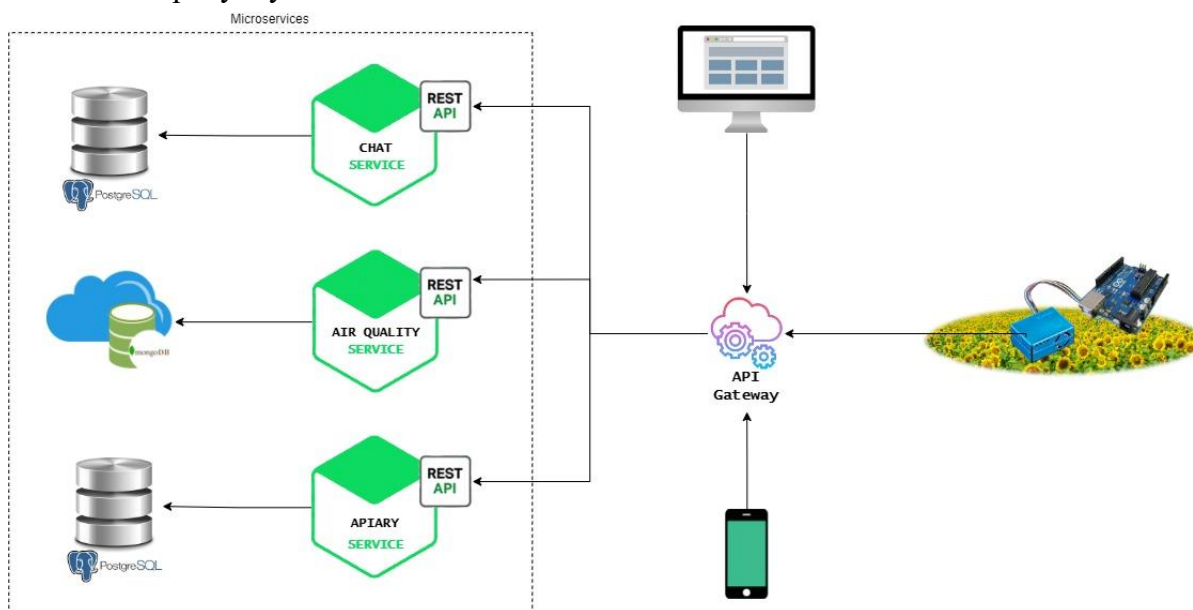 Microservices
REST
API
CHAT
SERVICE
PostgreSQL
REST
API
AIR QUALITY
SERVICE
mongoDB
API
Gateway
REST
API
APIARY
SERVICE
PostgreSQL